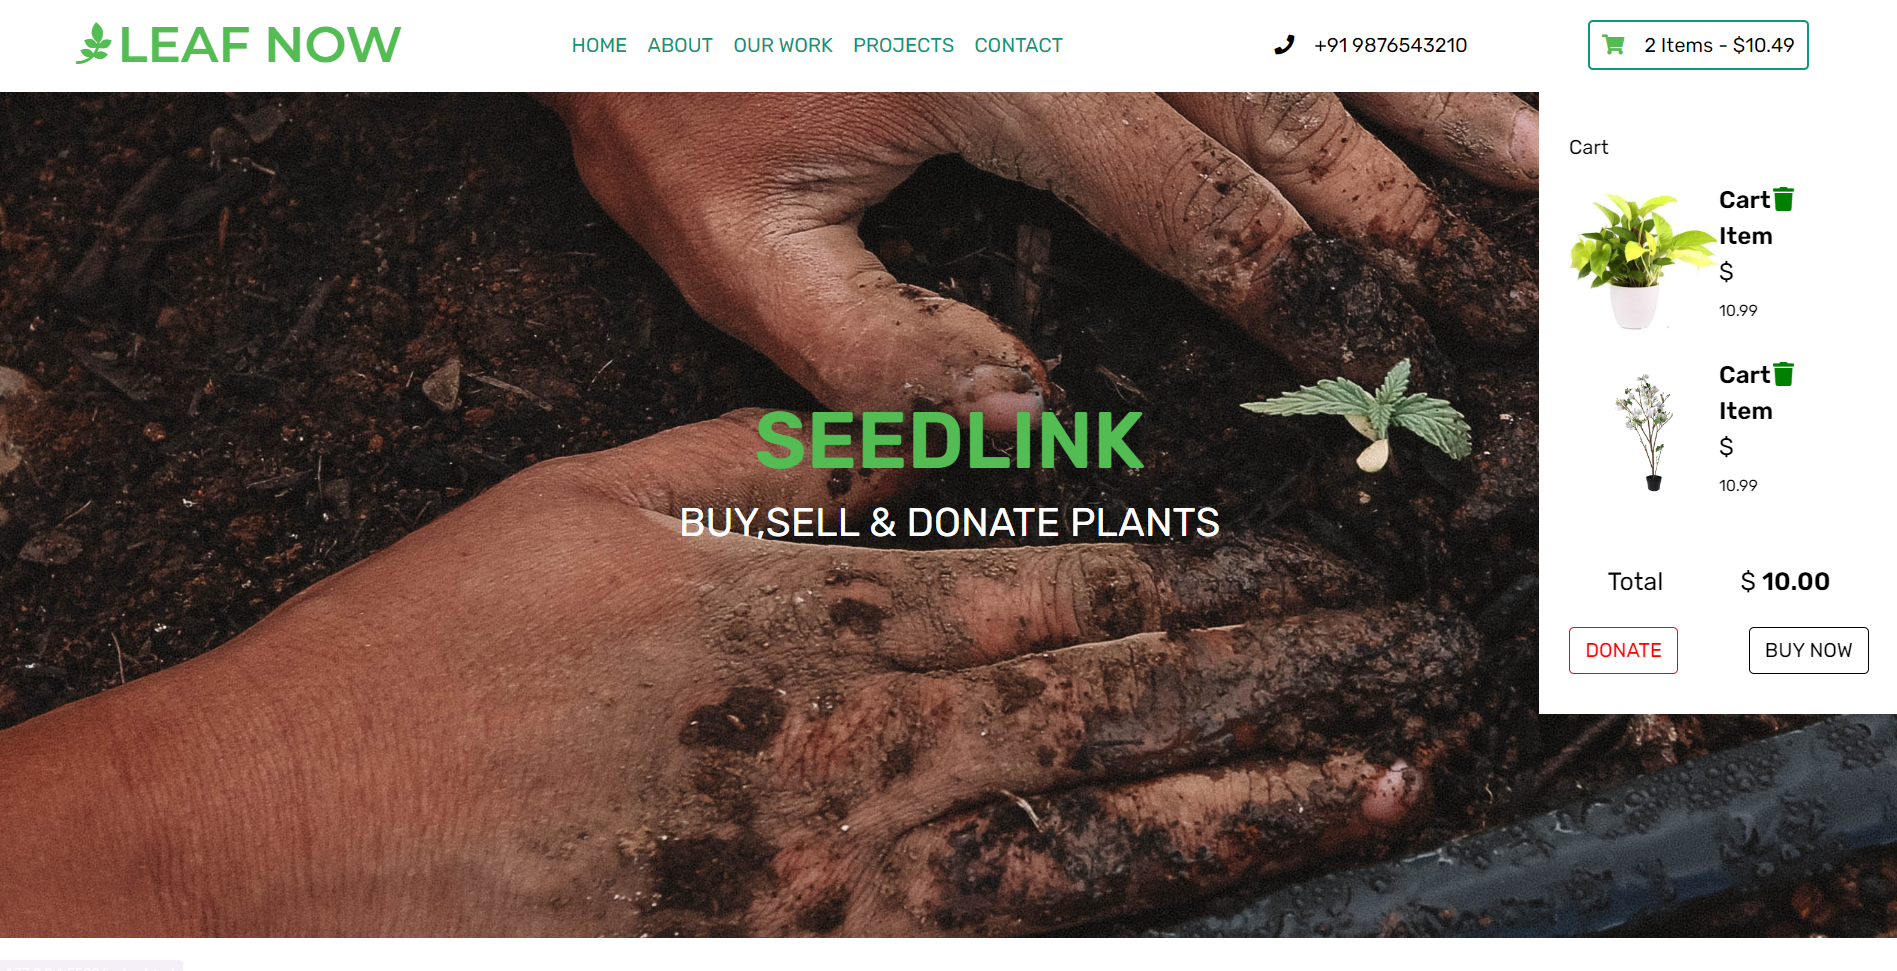 LEAF NOW
HOME ABOUT OUR WORK PROJECTS CONTACT
+91 9876543210
2 Items - $10.49
Cart
Cart
Item
$
10.99
Cart
Item
$
10.99
Total $ 10.00
DONATE BUY NOW
SEEDLINK
BUY,SELL & DONATE PLANTS